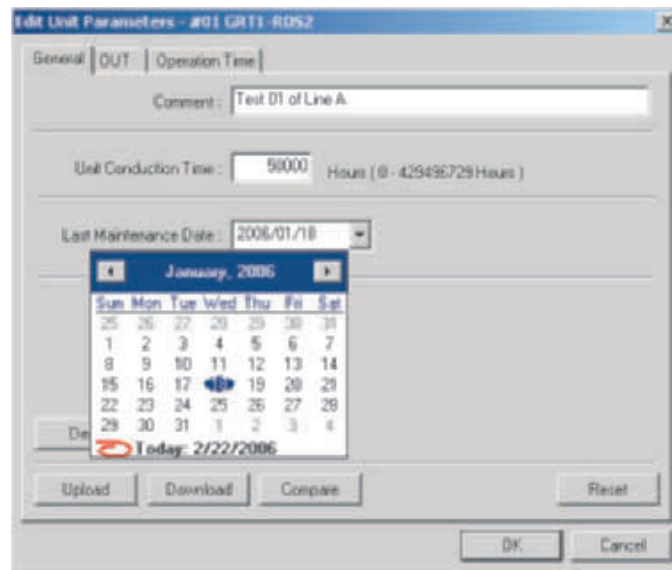 Edit Unit Parameters - #01 GRT1-ROS2
General OUT Operation Time
Comment : Test 01 of Line A
Unit Conduction Time : 50000 Hours ( 0 - 429496729 Hours )
Last Maintenance Date : 2006/01/18
January, 2006
Sun Mon Tue Wed Thu Fri Sat
25 26 27 28 29 30 31
1 2 3 4 5 6 7
8 9 10 11 12 13 14
15 16 17 18 19 20 21
22 23 24 25 26 27 28
29 30 31 1 2 3 4
Today: 2/22/2006
De
Upload Download Compare Reset
OK Cancel